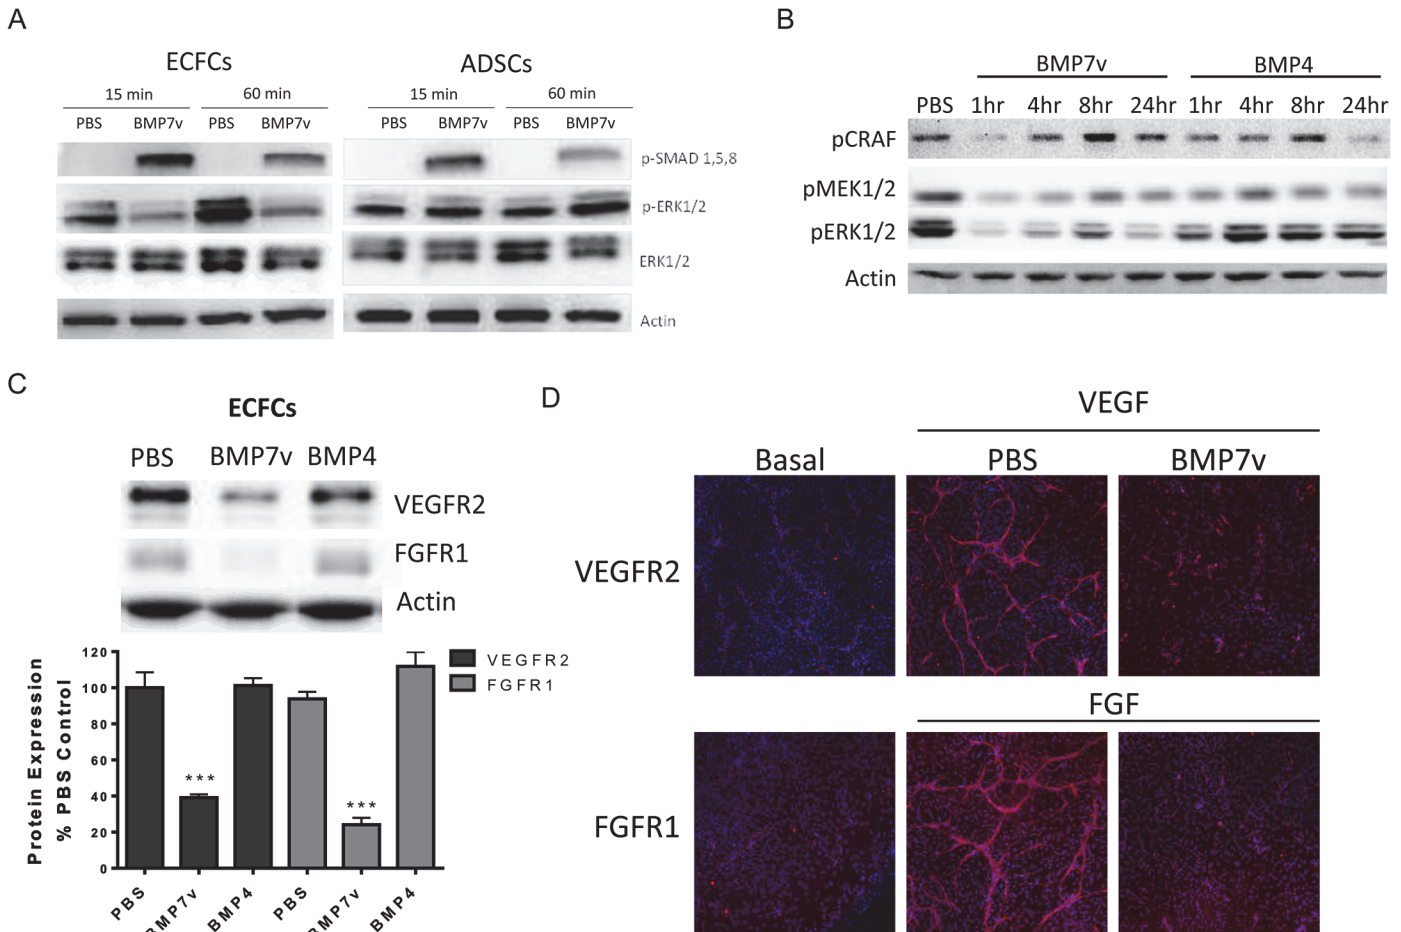 A
ECFCs
ADSCs
15 min
60 min
15 min
60 min
PBS
BMP7v
PBS
BMP7v
PBS
BMP7v
PBS
BMP7v
p-SMAD 1,5,8
p-ERK1/2
ERK1/2
Actin
B
BMP7v
BMP4
PBS 1hr 4hr 8hr 24hr 1hr 4hr 8hr 24hr
pCRAF
pMEK1/2
pERK1/2
Actin
C
ECFCs
PBS BMP7v BMP4
VEGFR2
FGFR1
Actin
Protein Expression
% PBS Control
120
100
80
60
40
20
0
***
***
VEGFR2
FGFR1
PBS
BMP7v
BMP4
PBS
BMP7v
BMP4
D
VEGF
Basal
PBS
BMP7v
VEGFR2
FGF
FGFR1